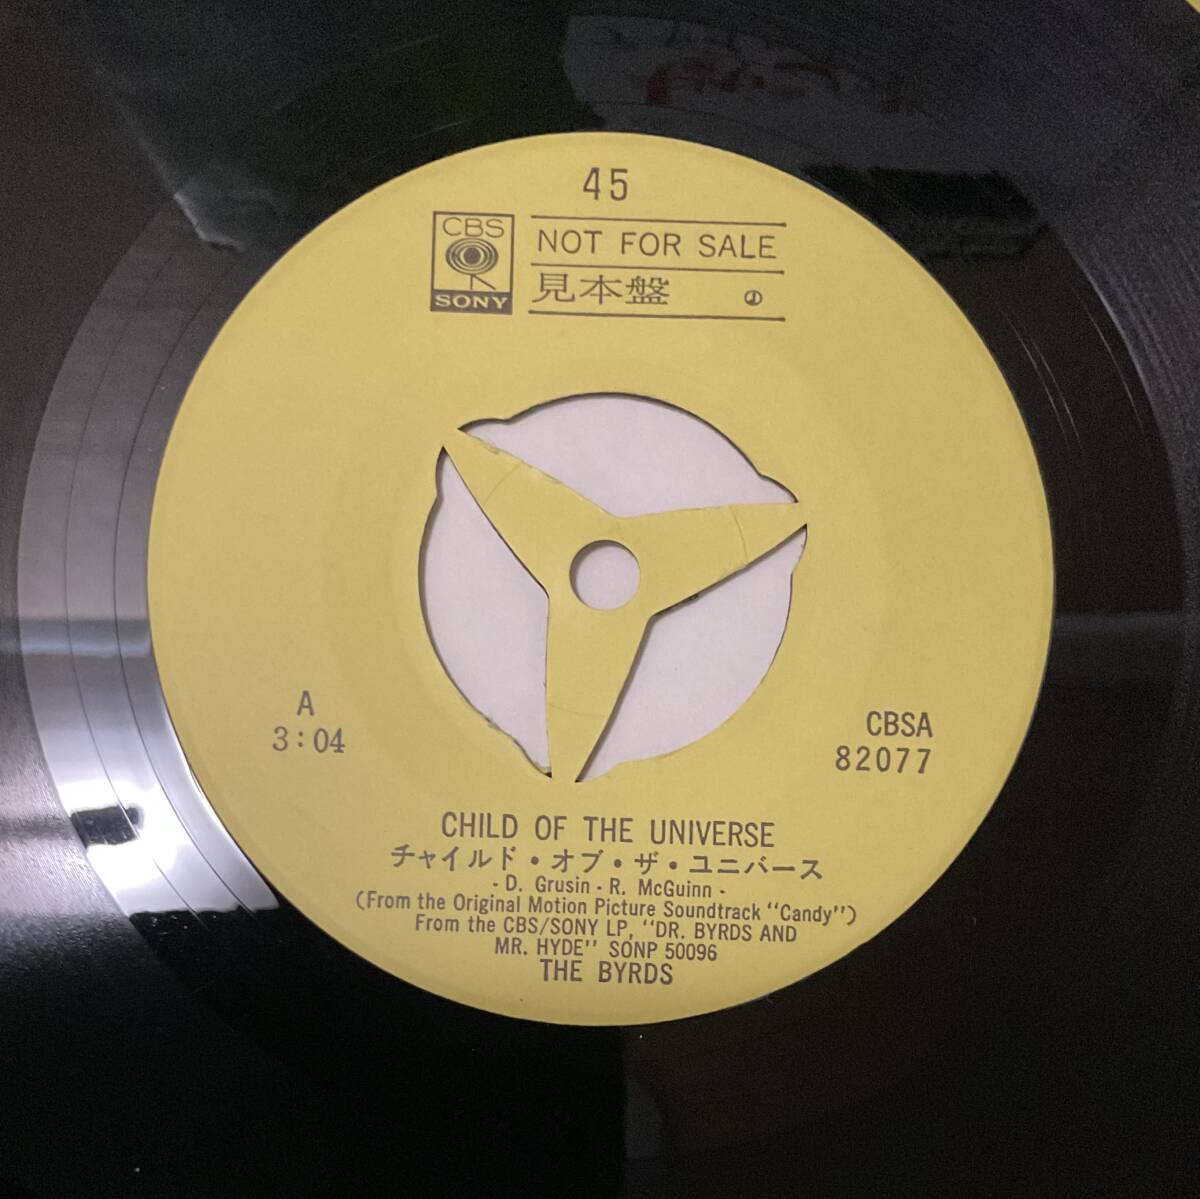 45
CBS
SONY
NOT FOR SALE
見本盤 Ⓙ
A
3:04
CBSA
82077
CHILD OF THE UNIVERSE
チャイルド・オブ・ザ・ユニバース
- D. Grusin - R. McGuinn -
(From the Original Motion Picture Soundtrack "Candy")
From the CBS/SONY LP, "DR. BYRDS AND
MR. HYDE" SONP 50096
THE BYRDS